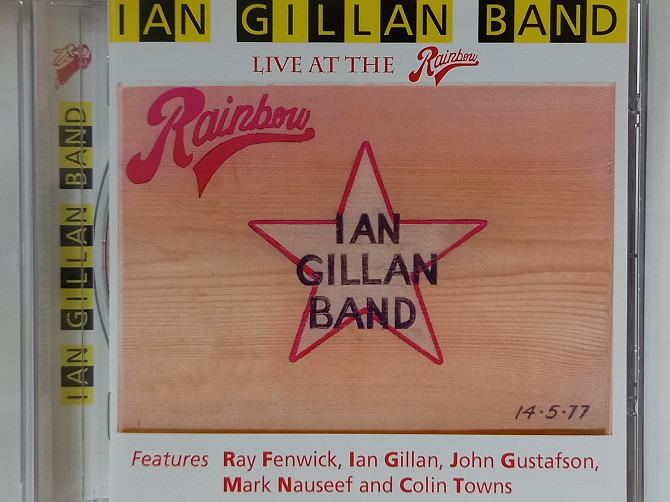 IAN GILLAN BAND
LIVE AT THE Rainbow
IAN GILLAN BAND
Rainbow
IAN
GILLAN
BAND
14·5·77
Features Ray Fenwick, Ian Gillan, John Gustafson,
Mark Nauseef and Colin Towns